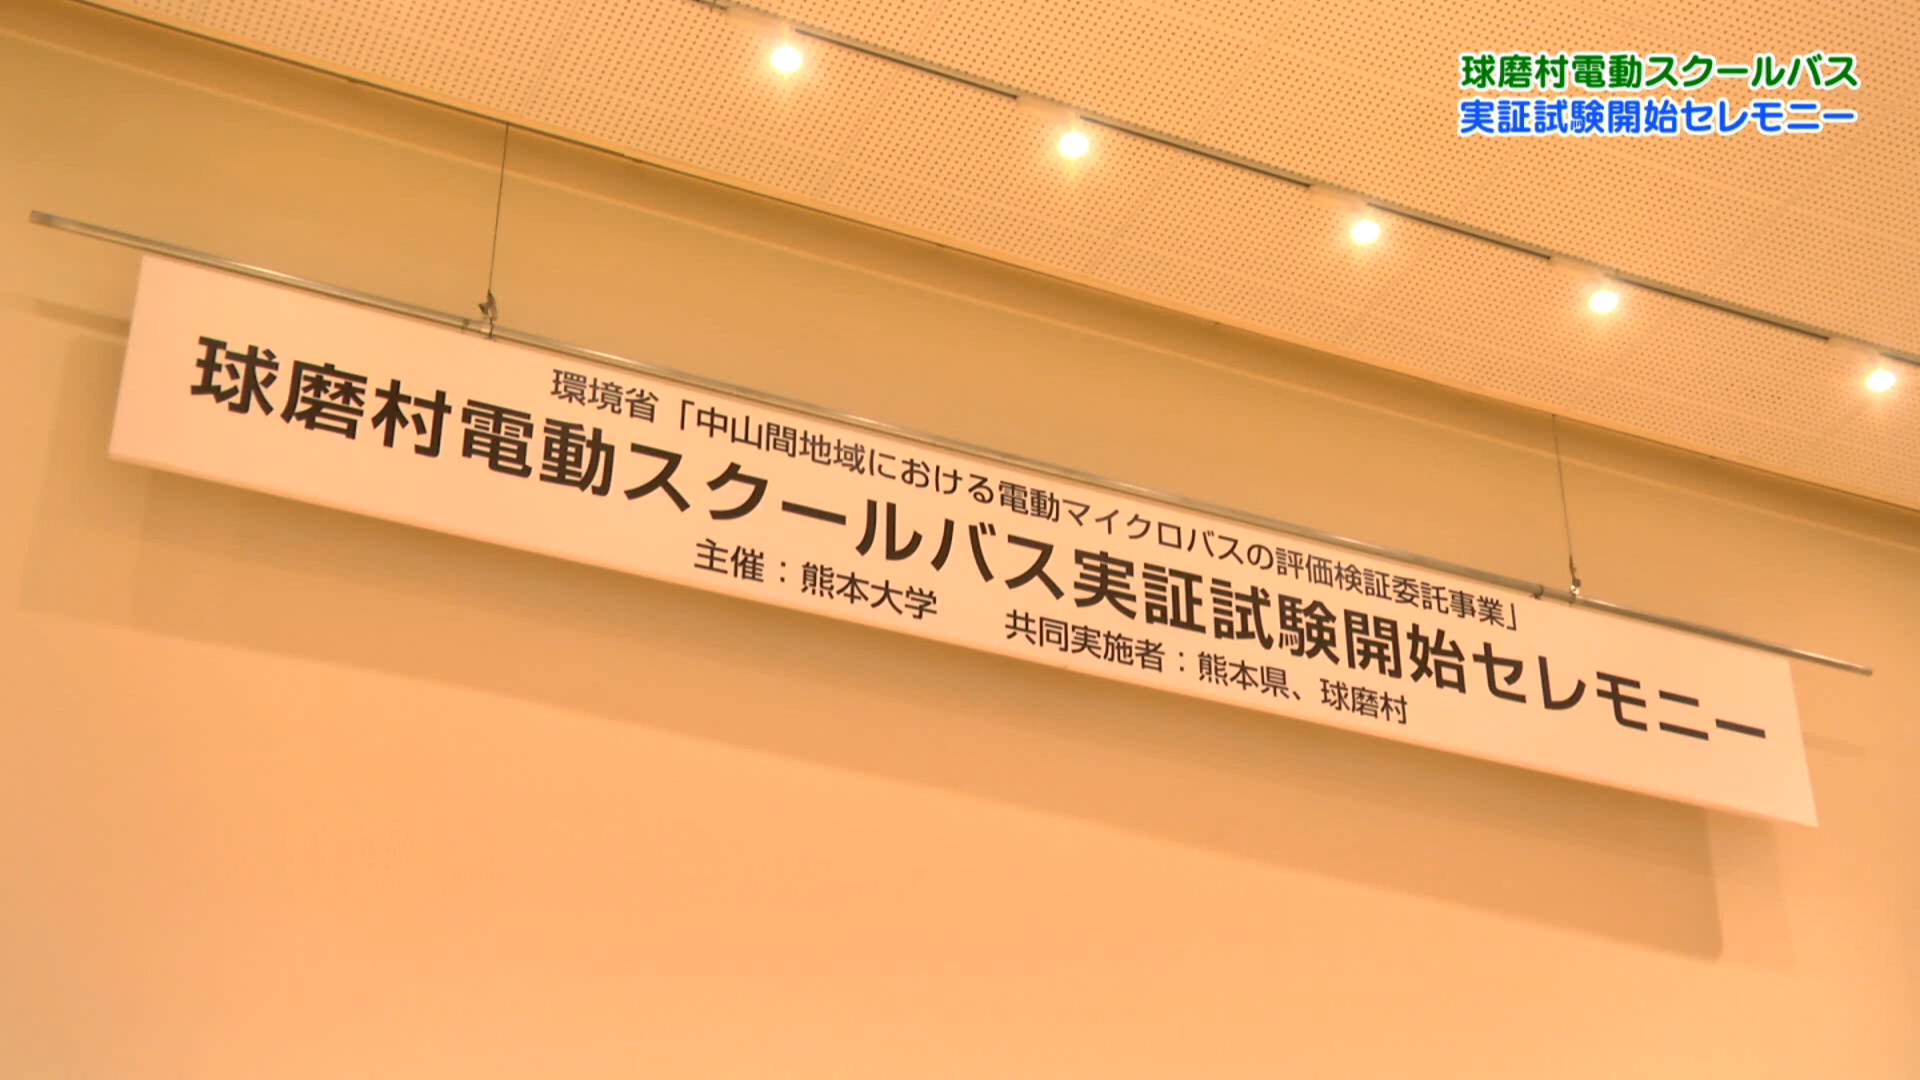 球磨村電動スクールバス
実証試験開始セレモニー
環境省「中山間地域における電動マイクロバスの評価検証委託事業」
球磨村電動スクールバス実証試験開始セレモニー
主催：熊本大学　共同実施者：熊本県、球磨村